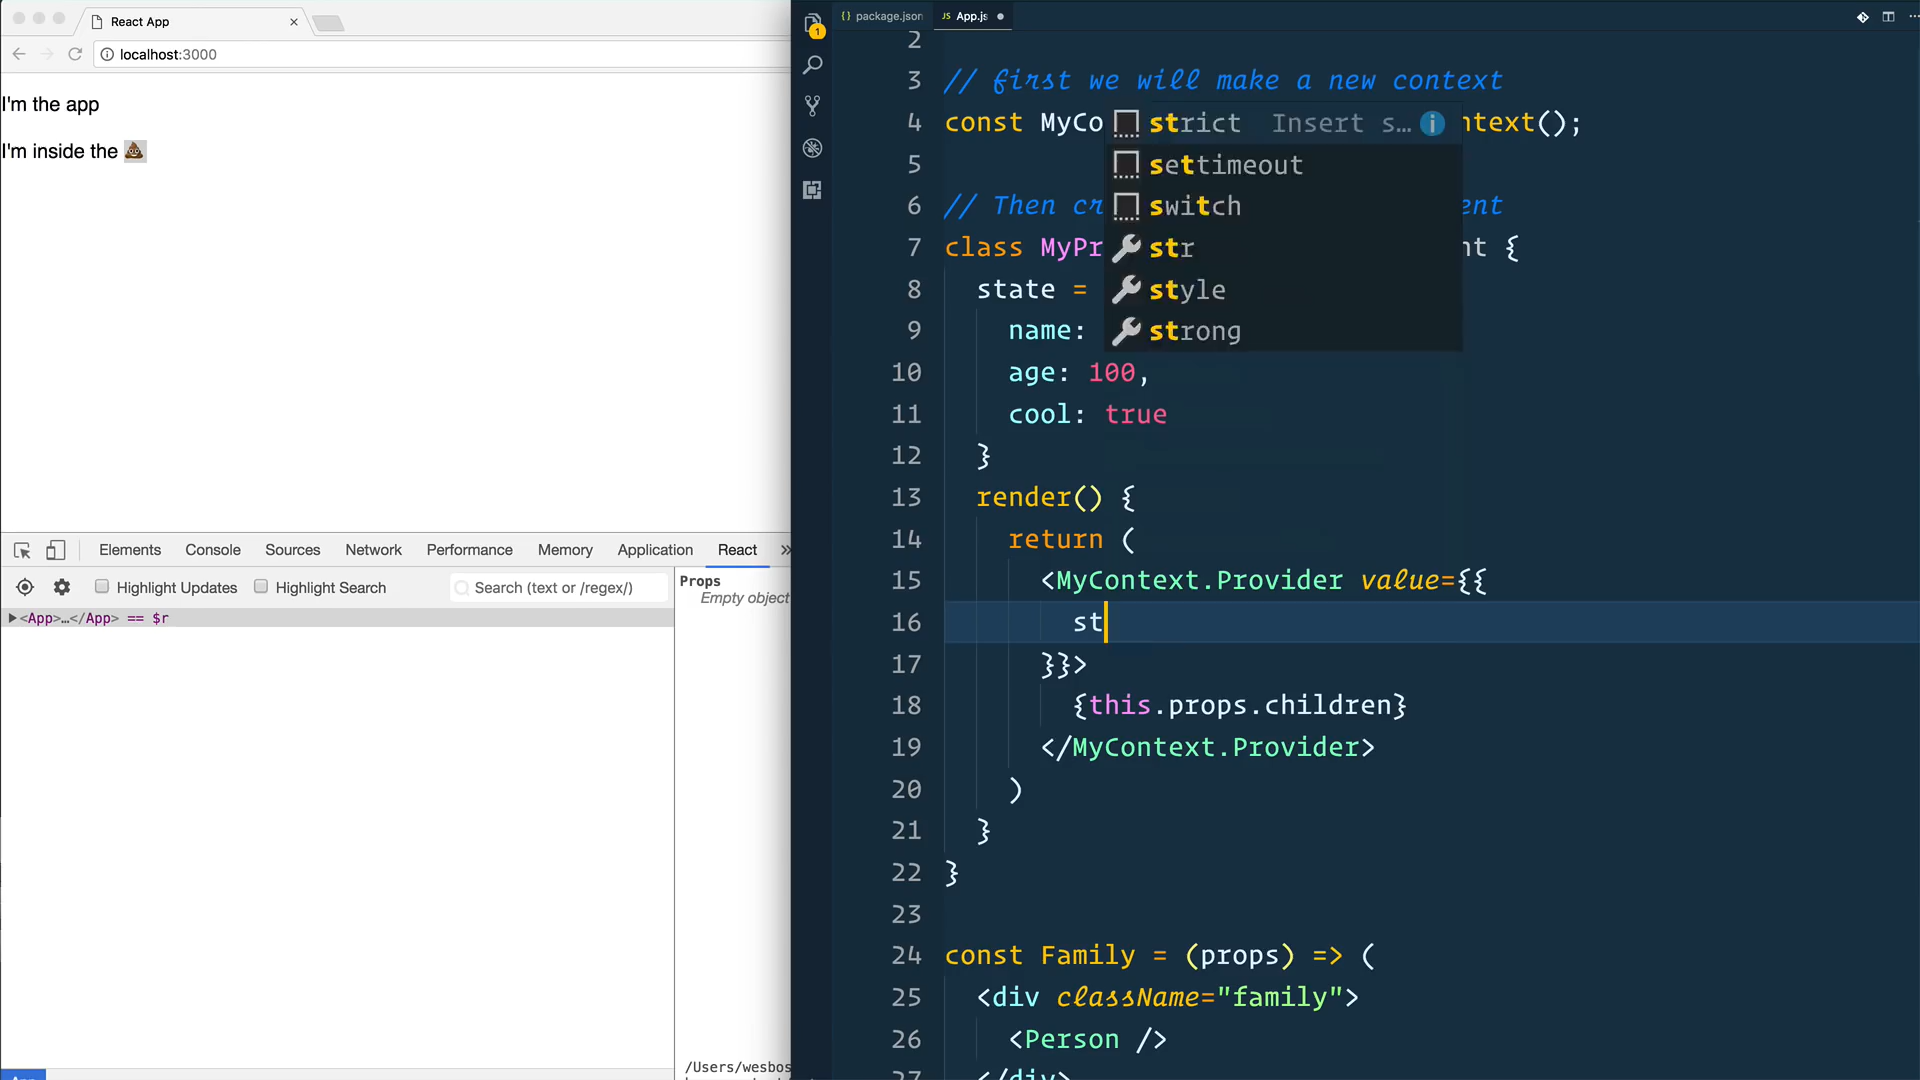 React App
localhost:3000
I'm the app
I'm inside the 💩
Elements Console Sources Network Performance Memory Application React »
Highlight Updates Highlight Search Search (text or /regex/)
<App>…</App> == $r
Props
Empty object
/Users/wesbos
App
1
package.json
JS App.js
2
3 // first we will make a new context
4 const MyCo ntext();
5
6 // Then cr ent
7 class MyPr nt {
8 state =
9 name:
10 age: 100,
11 cool: true
12 }
13 render() {
14 return (
15 <MyContext.Provider value={{
16 st
17 }}>
18 {this.props.children}
19 </MyContext.Provider>
20 )
21 }
22 }
23
24 const Family = (props) => (
25 <div className="family">
26 <Person />
27 </div>
strict Insert s…
settimeout
switch
str
style
strong